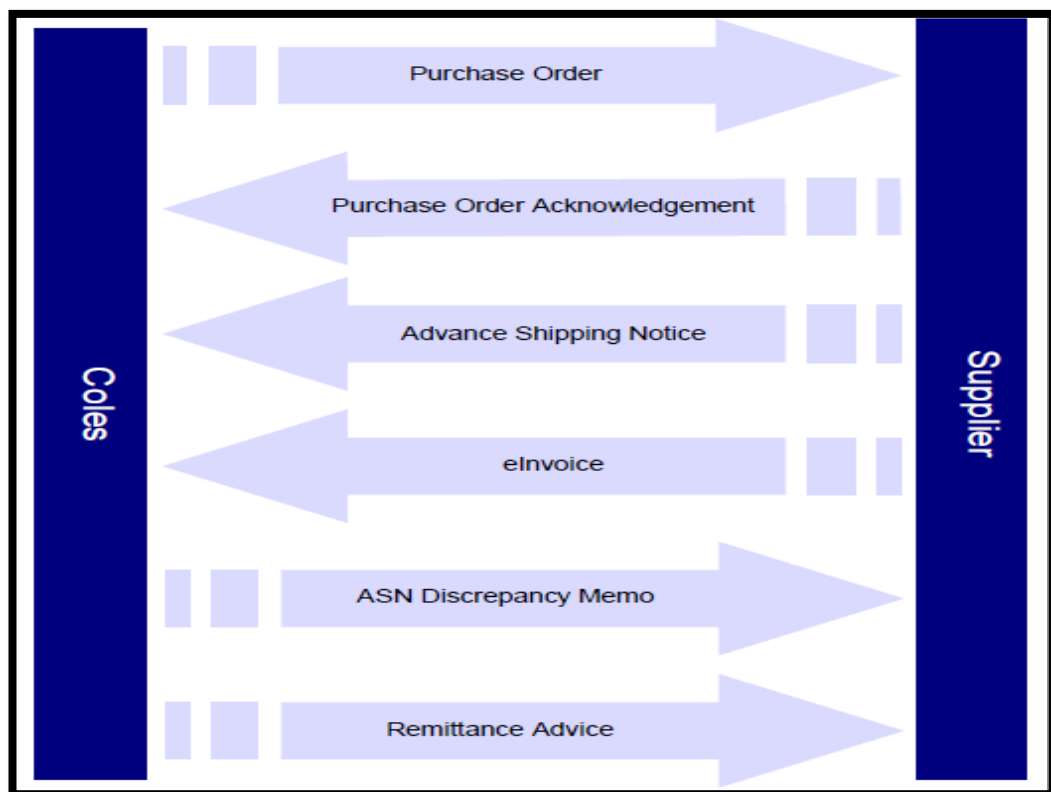 Purchase Order
Purchase Order Acknowledgement
Advance Shipping Notice
Coles
Supplier
eInvoice
ASN Discrepancy Memo
Remittance Advice